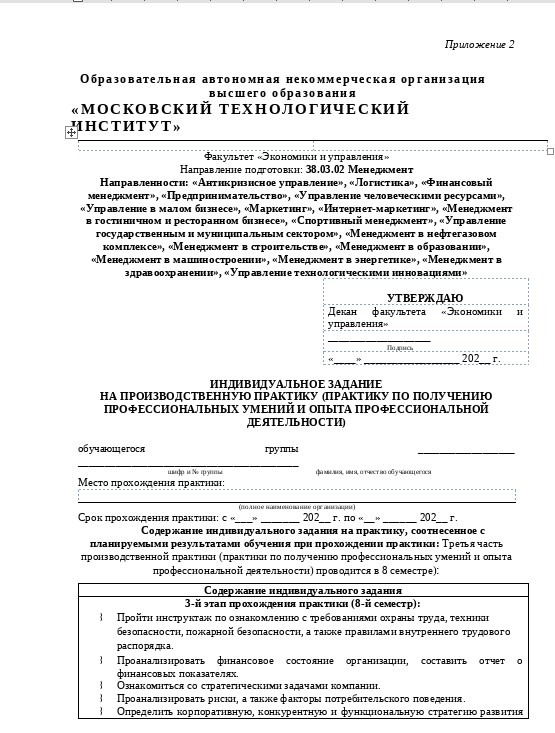 Приложение 2
Образовательная автономная некоммерческая организация
высшего образования
«МОСКОВСКИЙ ТЕХНОЛОГИЧЕСКИЙ
ИНСТИТУТ»
Факультет «Экономики и управления»
Направление подготовки: 38.03.02 Менеджмент
Направленности: «Антикризисное управление», «Логистика», «Финансовый
менеджмент», «Предпринимательство», «Управление человеческими ресурсами»,
«Управление в малом бизнесе», «Маркетинг», «Интернет-маркетинг», «Менеджмент
в гостиничном и ресторанном бизнесе», «Спортивный менеджмент», «Управление
государственным и муниципальным сектором», «Менеджмент в нефтегазовом
комплексе», «Менеджмент в строительстве», «Менеджмент в образовании»,
«Менеджмент в машиностроении», «Менеджмент в энергетике», «Менеджмент в
здравоохранении», «Управление технологическими инновациями»
УТВЕРЖДАЮ
Декан факультета «Экономики и
управления»
____________________
Подпись
«____» __________________ 202__ г.
ИНДИВИДУАЛЬНОЕ ЗАДАНИЕ
НА ПРОИЗВОДСТВЕННУЮ ПРАКТИКУ (ПРАКТИКУ ПО ПОЛУЧЕНИЮ
ПРОФЕССИОНАЛЬНЫХ УМЕНИЙ И ОПЫТА ПРОФЕССИОНАЛЬНОЙ
ДЕЯТЕЛЬНОСТИ)
обучающегося группы __________________
_________________________________________
шифр и № группы фамилия, имя, отчество обучающегося
Место прохождения практики:
(полное наименование организации)
Срок прохождения практики: с «___» _______ 202__ г. по «__» ______ 202__ г.
Содержание индивидуального задания на практику, соотнесенное с
планируемыми результатами обучения при прохождении практики: Третья часть
производственной практики (практики по получению профессиональных умений и опыта
профессиональной деятельности) проводится в 8 семестре):
Содержание индивидуального задания
3-й этап прохождения практики (8-й семестр):
Пройти инструктаж по ознакомлению с требованиями охраны труда, техники
безопасности, пожарной безопасности, а также правилами внутреннего трудового
распорядка.
Проанализировать финансовое состояние организации, составить отчет о
финансовых показателях.
Ознакомиться со стратегическими задачами компании.
Проанализировать риски, а также факторы потребительского поведения.
Определить корпоративную, конкурентную и функциональную стратегию развития